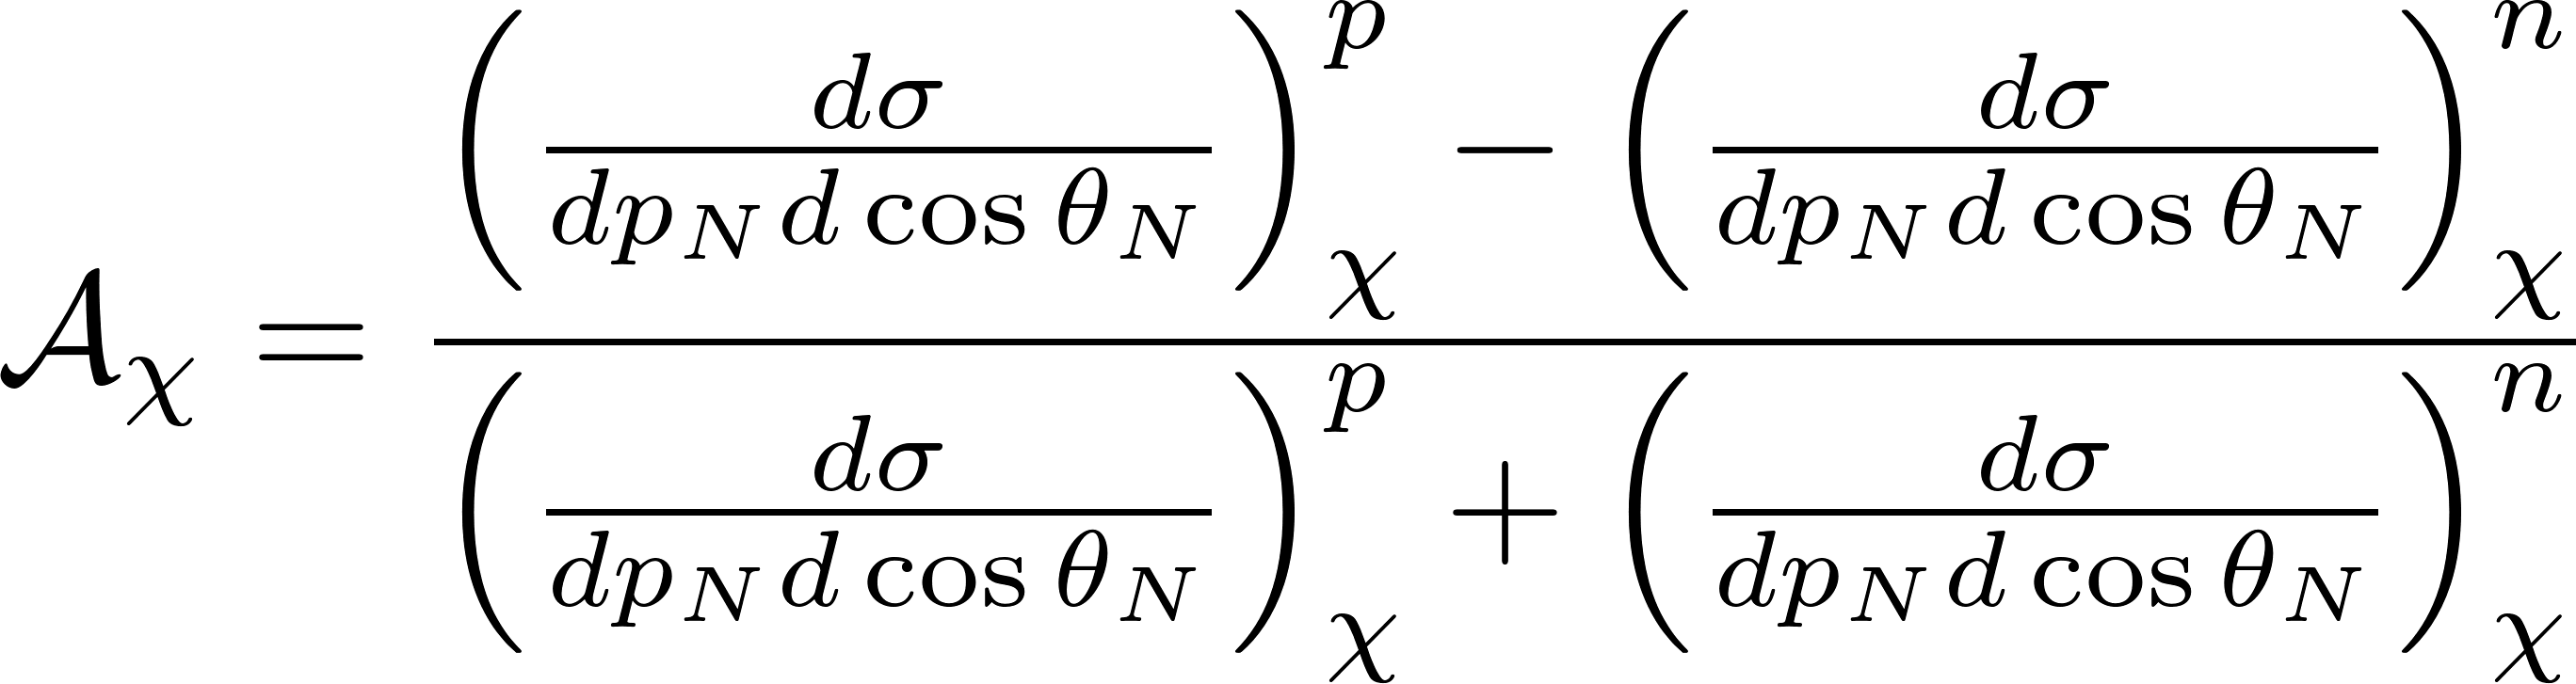 \mathcal{A}_\chi = \frac{\left( \frac{d\sigma}{dp_N \, d\cos\theta_N} \right)^p_\chi - \left( \frac{d\sigma}{dp_N \, d\cos\theta_N} \right)^n_\chi}{\left( \frac{d\sigma}{dp_N \, d\cos\theta_N} \right)^p_\chi + \left( \frac{d\sigma}{dp_N \, d\cos\theta_N} \right)^n_\chi}